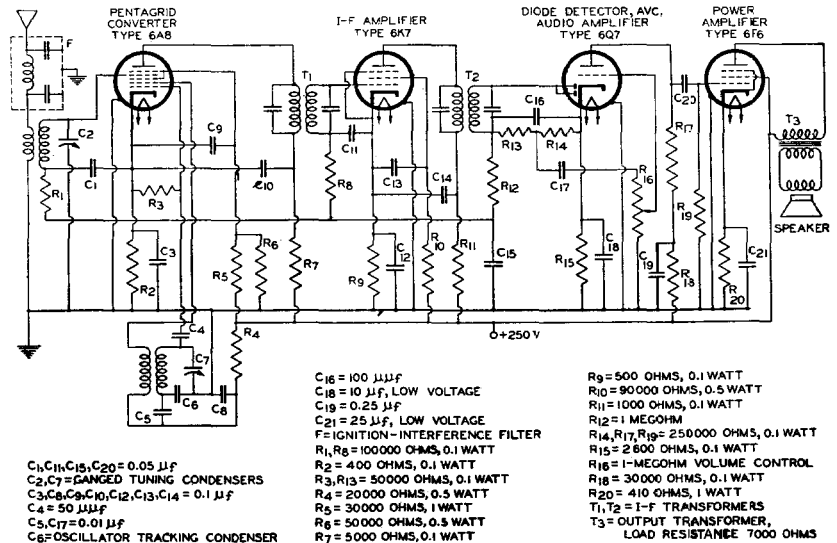 PENTAGRID
CONVERTER
TYPE 6A8
I-F AMPLIFIER
TYPE 6K7
DIODE DETECTOR, AVC,
AUDIO AMPLIFIER
TYPE 6Q7
POWER
AMPLIFIER
TYPE 6F6
F
T1
T2
C16
C20
T3
C2
C9
C11
R13
R14
R17
C1
C10
R8
C13
C14
R12
C17
R16
R19
SPEAKER
R1
R3
C3
R2
R5
R6
R7
R9
C12
R10
R11
C15
R15
C18
C19
R18
R20
C21
C4
R4
C7
C6
C8
C5
+250 V
C1,C11,C15,C20= 0.05 µf
C2,C7=GANGED TUNING CONDENSERS
C3,C8,C9,C10,C12,C13,C14= 0.1 µf
C4= 50 µµf
C5,C17=0.01 µf
C6=OSCILLATOR TRACKING CONDENSER
C16= 100 µµf
C18= 10 µf, LOW VOLTAGE
C19= 0.25 µf
C21= 25 µf, LOW VOLTAGE
F=IGNITION-INTERFERENCE FILTER
R1,R8=100000 OHMS, 0.1 WATT
R2= 400 OHMS, 0.1 WATT
R3,R13=50000 OHMS, 0.1 WATT
R4=20000 OHMS, 0.5 WATT
R5=30000 OHMS, 1 WATT
R6=50000 OHMS, 0.5 WATT
R7=5000 OHMS,0.1 WATT
R9=500 OHMS, 0.1 WATT
R10=90000 OHMS, 0.5 WATT
R11=1000 OHMS, 0.1 WATT
R12=1 MEGOHM
R14,R17,R19= 250000 OHMS, 0.1 WATT
R15=2600 OHMS, 0.1 WATT
R16=1-MEGOHM VOLUME CONTROL
R18=30000 OHMS, 0.1 WATT
R20= 410 OHMS, 1 WATT
T1,T2=I-F TRANSFORMERS
T3=OUTPUT TRANSFORMER,
LOAD RESISTANCE 7000 OHMS